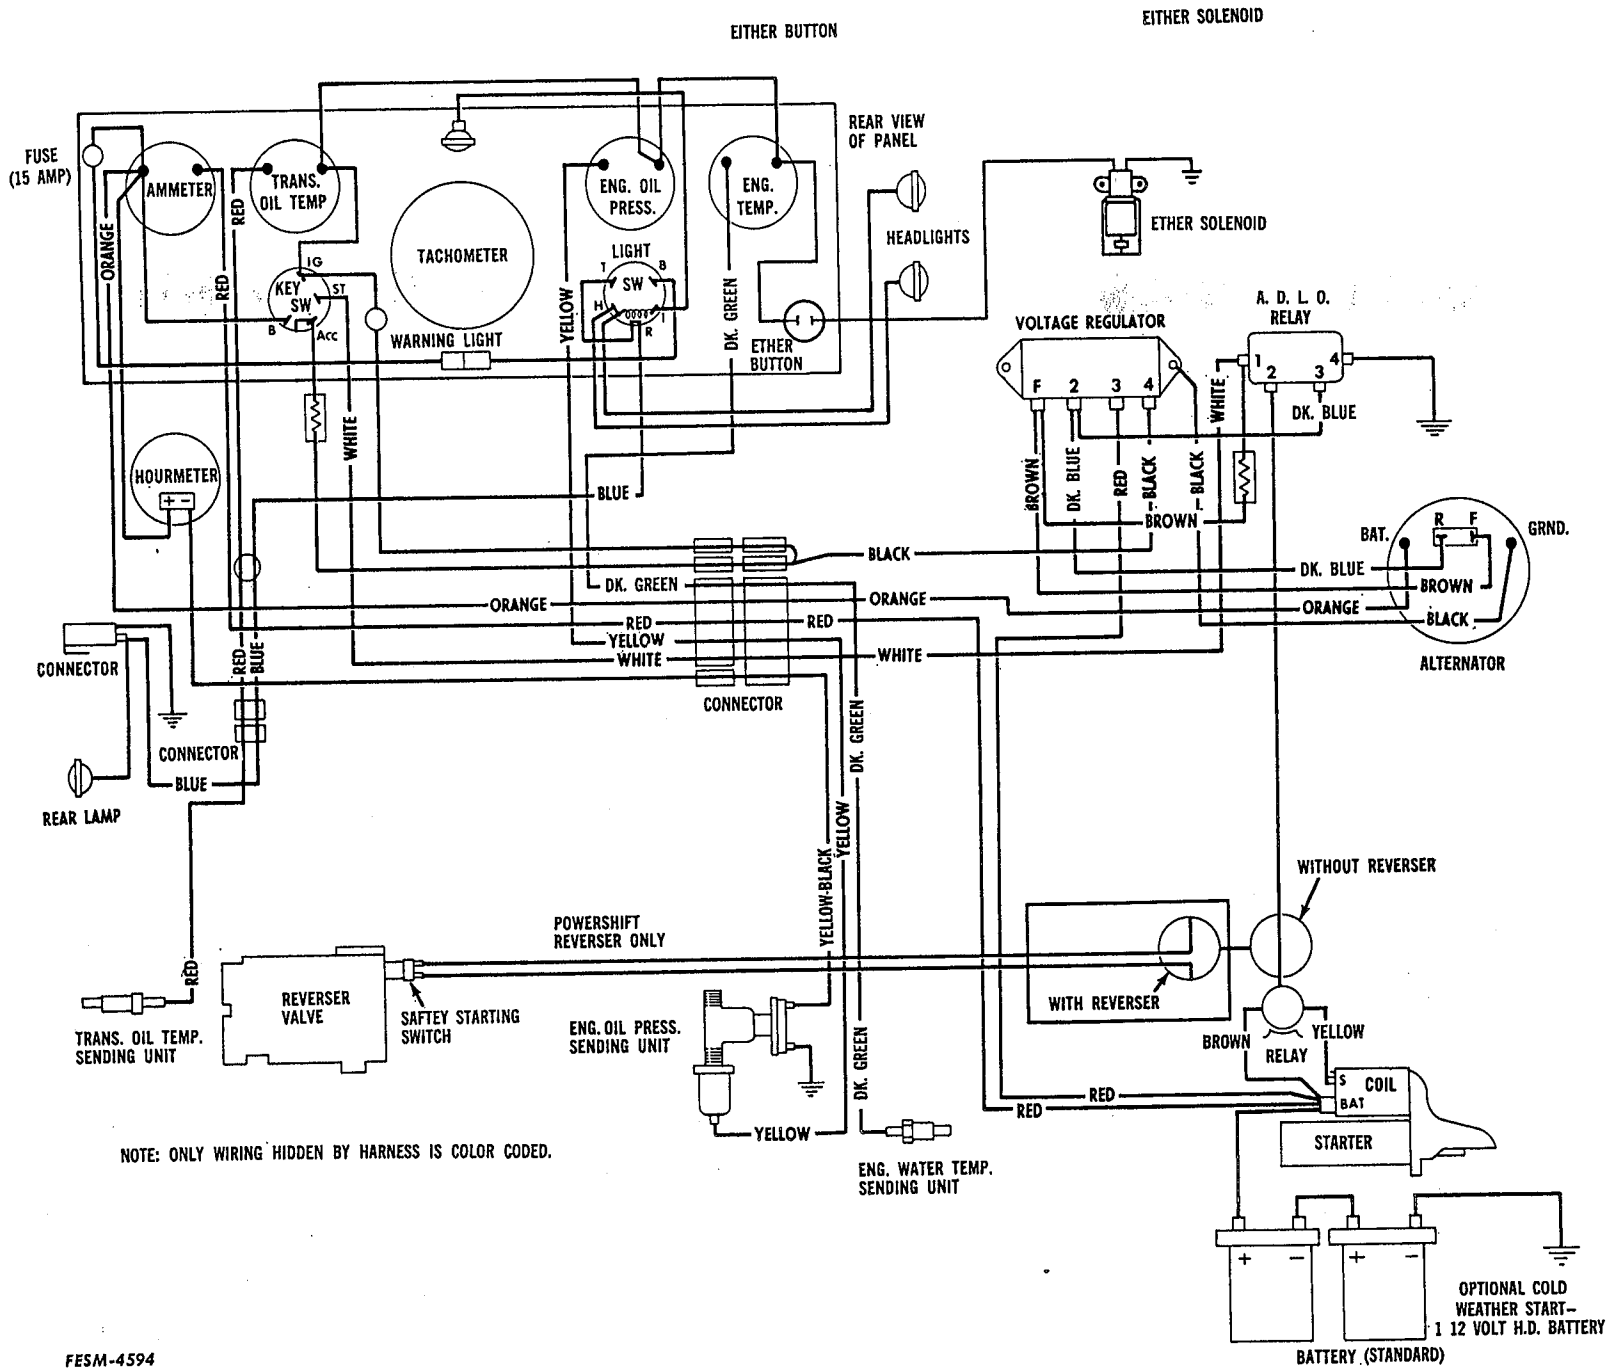 EITHER BUTTON
EITHER SOLENOID
FUSE
(15 AMP)
AMMETER
TRANS.
OIL TEMP
TACHOMETER
ENG. OIL
PRESS.
ENG.
TEMP.
REAR VIEW
OF PANEL
HEADLIGHTS
ETHER SOLENOID
ORANGE
RED
RED
IG
KEY
SW
ST
B
ACC
WARNING LIGHT
LIGHT
SW
T
B
H
I
R
YELLOW
DK. GREEN
ETHER
BUTTON
VOLTAGE REGULATOR
F
2
3
4
A. D. L. O.
RELAY
1
2
3
4
WHITE
DK. BLUE
WHITE
HOURMETER
+ -
BLUE
BROWN
DK. BLUE
RED
BLACK
BLACK
BROWN
BAT.
R
F
GRND.
BLACK
DK. BLUE
BROWN
DK. GREEN
ORANGE
ORANGE
ORANGE
BLACK
RED
RED
YELLOW
WHITE
WHITE
ALTERNATOR
CONNECTOR
RED
BLUE
CONNECTOR
CONNECTOR
BLUE
REAR LAMP
DK. GREEN
YELLOW
YELLOW-BLACK
WITHOUT REVERSER
POWERSHIFT
REVERSER ONLY
RED
REVERSER
VALVE
SAFTEY STARTING
SWITCH
WITH REVERSER
TRANS. OIL TEMP.
SENDING UNIT
ENG. OIL PRESS.
SENDING UNIT
DK. GREEN
BROWN
YELLOW
RELAY
S
COIL
BAT
RED
RED
STARTER
YELLOW
NOTE: ONLY WIRING HIDDEN BY HARNESS IS COLOR CODED.
ENG. WATER TEMP.
SENDING UNIT
+ -
+ -
OPTIONAL COLD
WEATHER START-
1 12 VOLT H.D. BATTERY
BATTERY (STANDARD)
FESM-4594